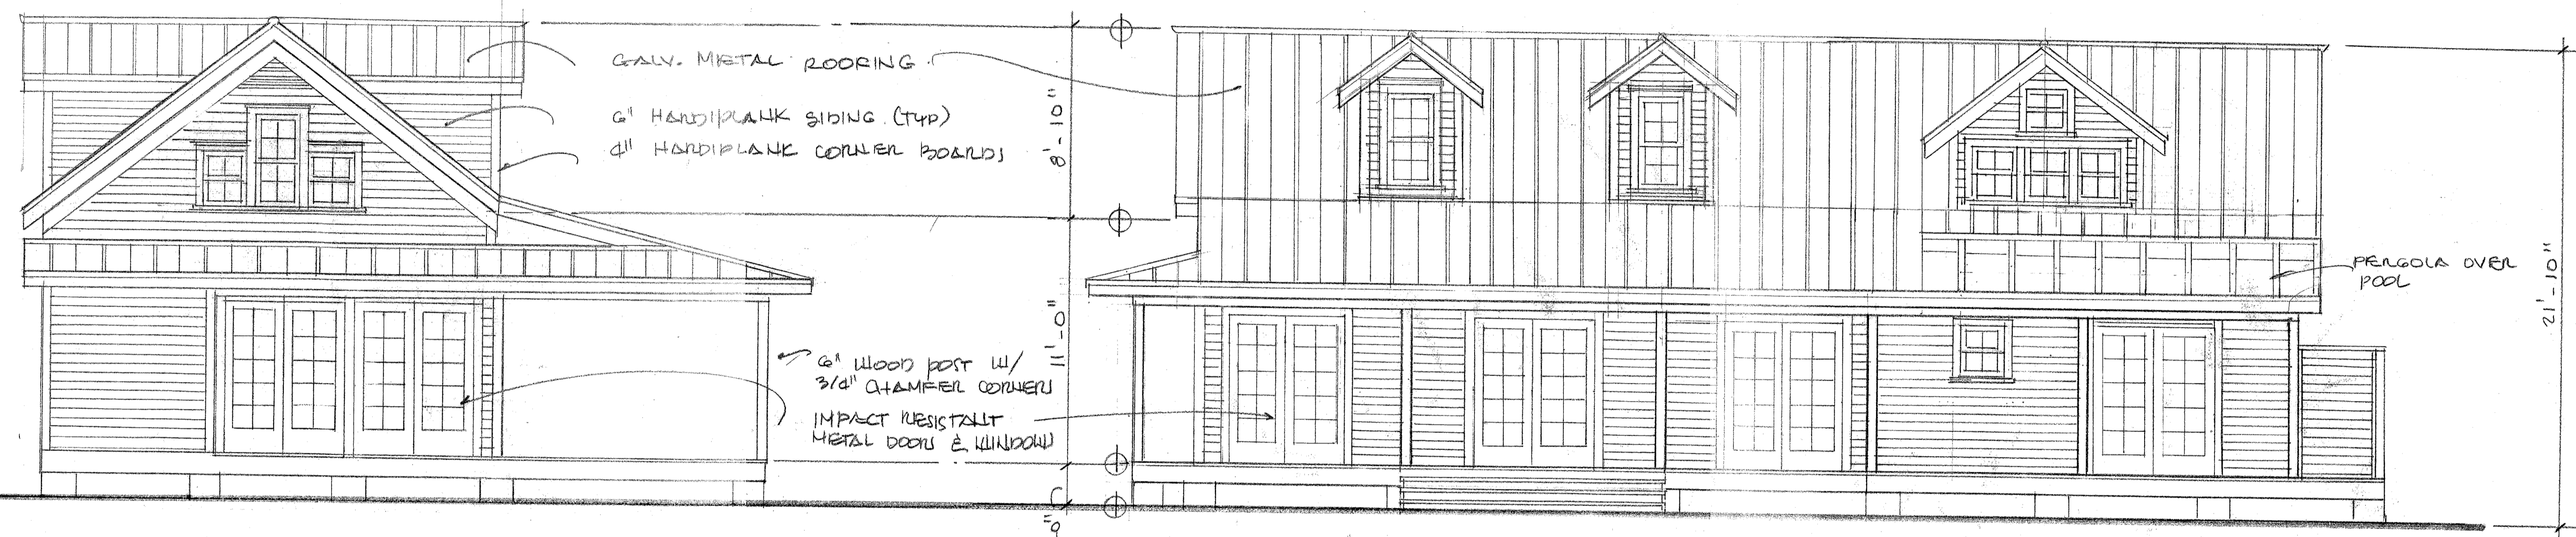 GALV. METAL ROOFING.
6" HARDIPLANK SIDING (TYP)
4" HARDIPLANK CORNER BOARDS
8'-10"
11'-0"
6" WOOD POST W/
3/4" CHAMFER CORNERS
IMPACT RESISTANT
METAL DOORS & WINDOWS
PERGOLA OVER
POOL
21'-10"